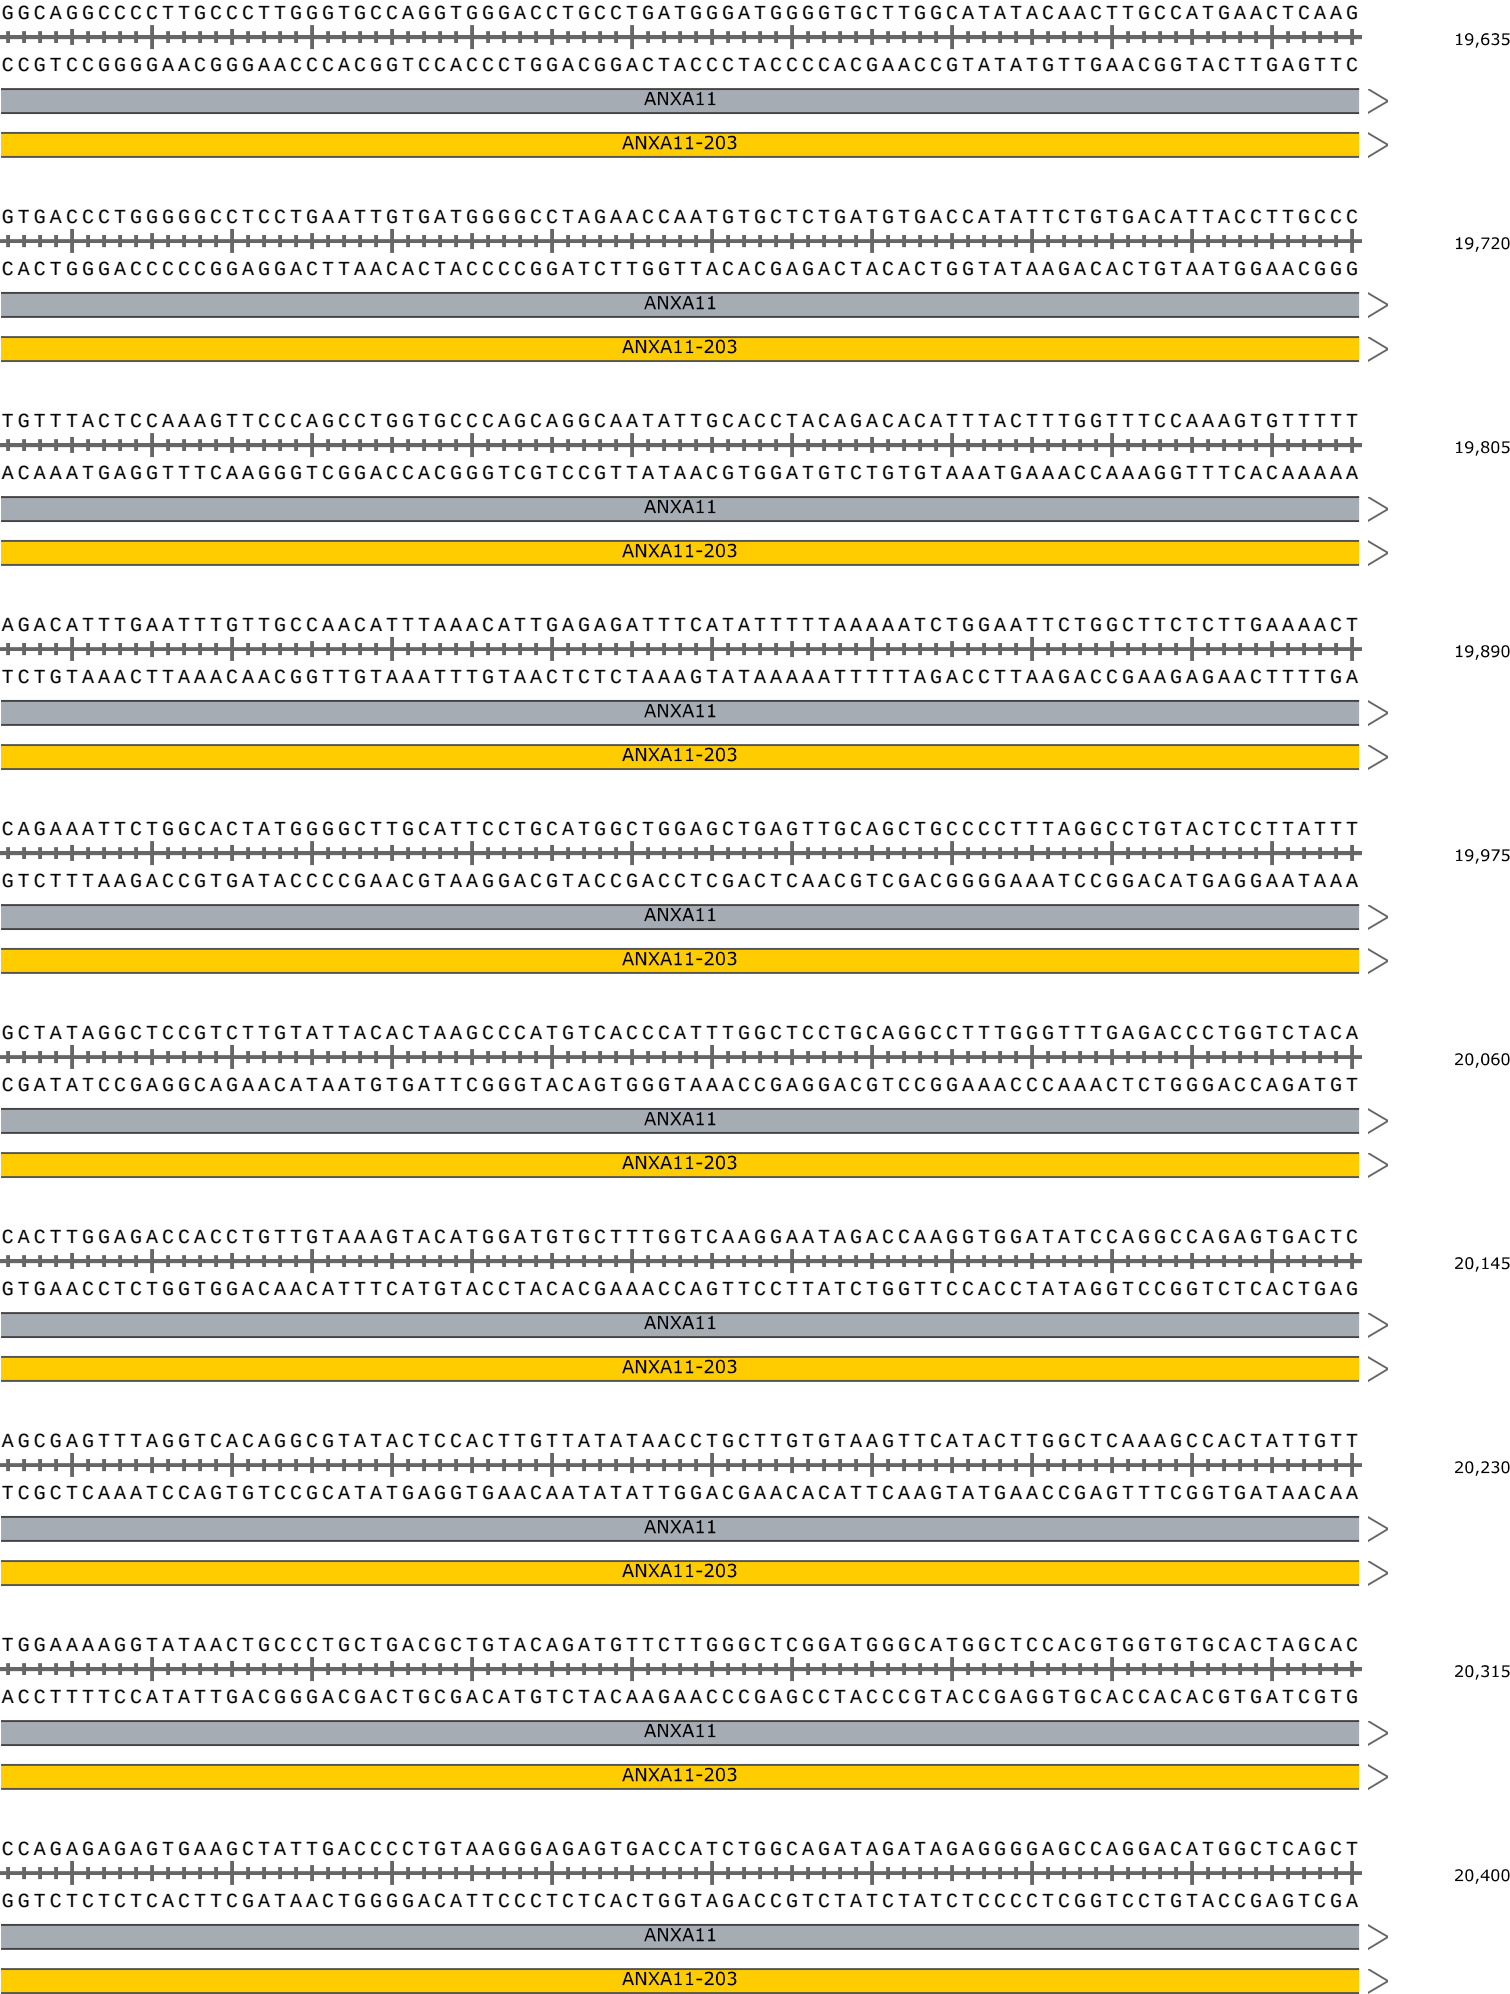 GGCAGGCCCCTTGCCCTTGGGTGCCAGGTGGGACCTGCCTGATGGGATGGGGTGCTTGGCATATACAACTTGCCATGAACTCAAG
19,635
CCGTCCGGGGAACGGGAACCCACGGTCCACCCTGGACGGACTACCCTACCCCACGAACCGTATATGTTGAACGGTACTTGAGTTC
ANXA11
ANXA11-203
GTGACCCTGGGGGCCTCCTGAATTGTGATGGGGCCTAGAACCAATGTGCTCTGATGTGACCATATTCTGTGACATTACCTTGCCC
19,720
CACTGGGACCCCCGGAGGACTTAACACTACCCCGGATCTTGGTTACACGAGACTACACTGGTATAAGACACTGTAATGGAACGGG
ANXA11
ANXA11-203
TGTTTACTCCAAAGTTCCCAGCCTGGTGCCCAGCAGGCAATATTGCACCTACAGACACATTTACTTTGGTTTCCAAAGTGTTTTT
19,805
ACAAATGAGGTTTCAAGGGTCGGACCACGGGTCGTCCGTTATAACGTGGATGTCTGTGTAAATGAAACCAAAGGTTTCACAAAAA
ANXA11
ANXA11-203
AGACATTTGAATTTGTTGCCAACATTTAAACATTGAGAGATTTCATATTTTTAAAAATCTGGAATTCTGGCTTCTCTTGAAAACT
19,890
TCTGTAAACTTAAACAACGGTTGTAAATTTGTAACTCTCTAAAGTATAAAAATTTTTAGACCTTAAGACCGAAGAGAACTTTTGA
ANXA11
ANXA11-203
CAGAAATTCTGGCACTATGGGGCTTGCATTCCTGCATGGCTGGAGCTGAGTTGCAGCTGCCCCTTTAGGCCTGTACTCCTTATTT
19,975
GTCTTTAAGACCGTGATACCCCGAACGTAAGGACGTACCGACCTCGACTCAACGTCGACGGGGAAATCCGGACATGAGGAATAAA
ANXA11
ANXA11-203
GCTATAGGCTCCGTCTTGTATTACACTAAGCCCATGTCACCCATTTGGCTCCTGCAGGCCTTTGGGTTTGAGACCCTGGTCTACA
20,060
CGATATCCGAGGCAGAACATAATGTGATTCGGGTACAGTGGGTAAACCGAGGACGTCCGGAAACCCAAACTCTGGGACCAGATGT
ANXA11
ANXA11-203
CACTTGGAGACCACCTGTTGTAAAGTACATGGATGTGCTTTGGTCAAGGAATAGACCAAGGTGGATATCCAGGCCAGAGTGACTC
20,145
GTGAACCTCTGGTGGACAACATTTCATGTACCTACACGAAACCAGTTCCTTATCTGGTTCCACCTATAGGTCCGGTCTCACTGAG
ANXA11
ANXA11-203
AGCGAGTTTAGGTCACAGGCGTATACTCCACTTGTTATATAACCTGCTTGTGTAAGTTCATACTTGGCTCAAAGCCACTATTGTT
20,230
TCGCTCAAATCCAGTGTCCGCATATGAGGTGAACAATATATTGGACGAACACATTCAAGTATGAACCGAGTTTCGGTGATAACAA
ANXA11
ANXA11-203
TGGAAAAGGTATAACTGCCCTGCTGACGCTGTACAGATGTTCTTGGGCTCGGATGGGCATGGCTCCACGTGGTGTGCACTAGCAC
20,315
ACCTTTTCCATATTGACGGGACGACTGCGACATGTCTACAAGAACCCGAGCCTACCCGTACCGAGGTGCACCACACGTGATCGTG
ANXA11
ANXA11-203
CCAGAGAGAGTGAAGCTATTGACCCCTGTAAGGGAGAGTGACCATCTGGCAGATAGATAGAGGGGAGCCAGGACATGGCTCAGCT
20,400
GGTCTCTCTCACTTCGATAACTGGGGACATTCCCTCTCACTGGTAGACCGTCTATCTATCTCCCCTCGGTCCTGTACCGAGTCGA
ANXA11
ANXA11-203